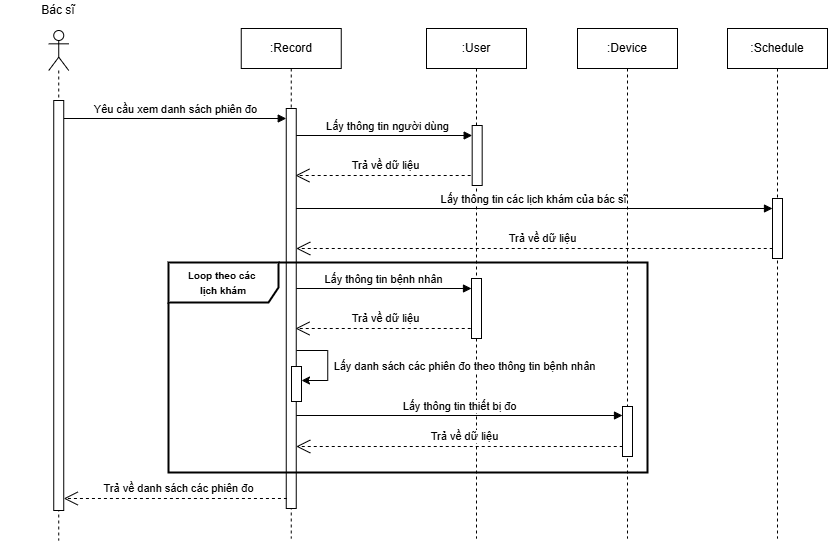 Bác sĩ
:Record
:User
:Device
:Schedule
Yêu cầu xem danh sách phiên đo
Lấy thông tin người dùng
Trả về dữ liệu
Lấy thông tin các lịch khám của bác sĩ
Trả về dữ liệu
Loop theo các
lịch khám
Lấy thông tin bệnh nhân
Trả về dữ liệu
Lấy danh sách các phiên đo theo thông tin bệnh nhân
Lấy thông tin thiết bị đo
Trả về dữ liệu
Trả về danh sách các phiên đo